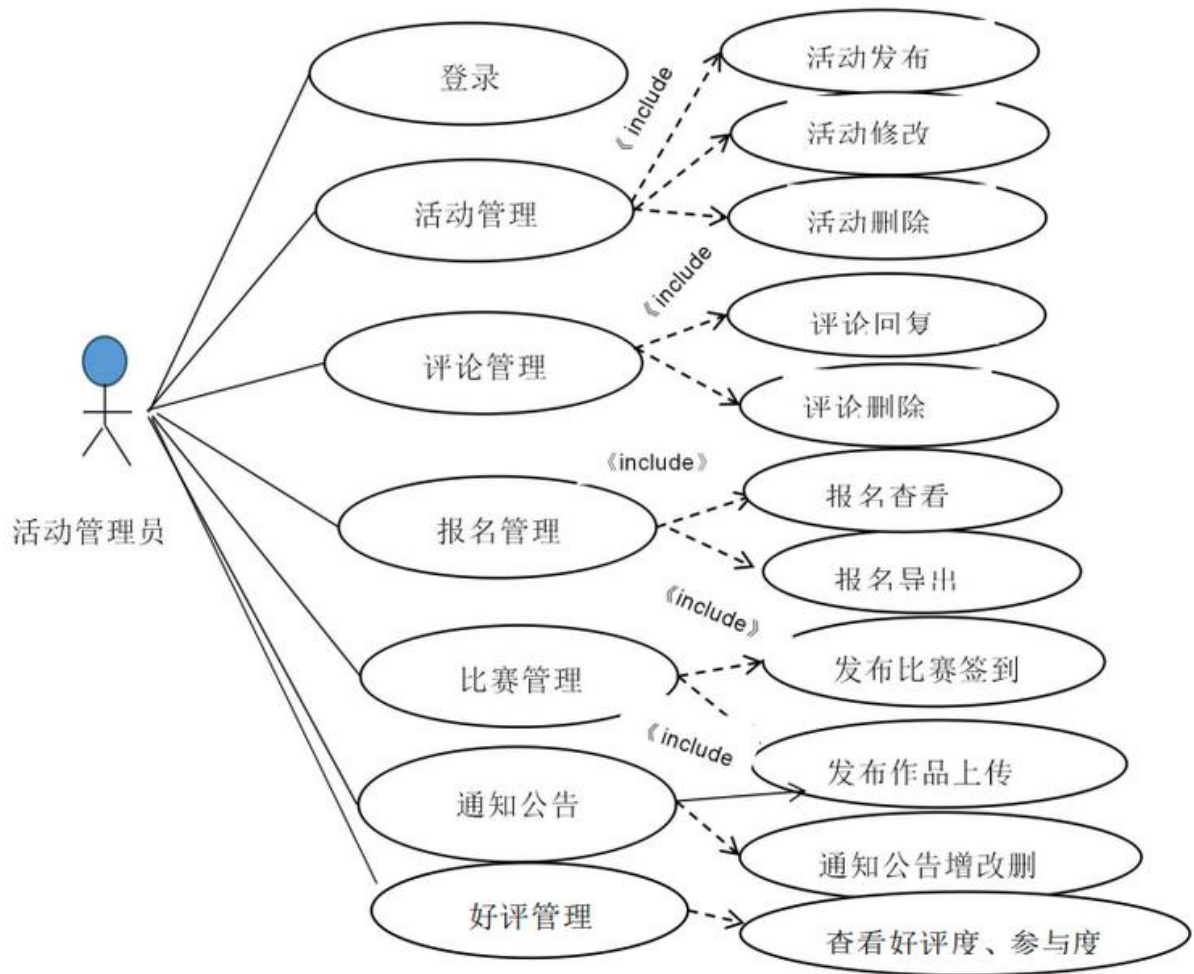 登录
活动发布
《include
活动修改
活动管理
活动删除
《include
评论回复
评论管理
评论删除
《include》
报名查看
报名管理
活动管理员
报名导出
《include》
发布比赛签到
比赛管理
《include
发布作品上传
通知公告
通知公告增改删
好评管理
查看好评度、参与度